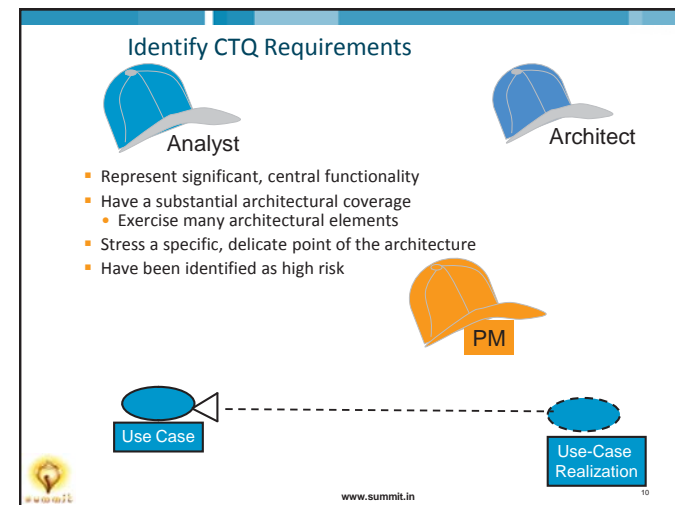 Identify CTQ Requirements
Analyst
Architect
Represent significant, central functionality
Have a substantial architectural coverage
Exercise many architectural elements
Stress a specific, delicate point of the architecture
Have been identified as high risk
PM
Use Case
Use-Case
Realization
summit
www.summit.in
10